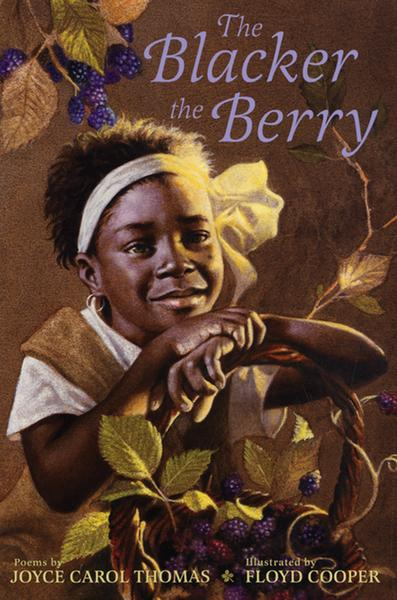 The
Blacker
the Berry
Poems by
JOYCE CAROL THOMAS
Illustrated by
FLOYD COOPER